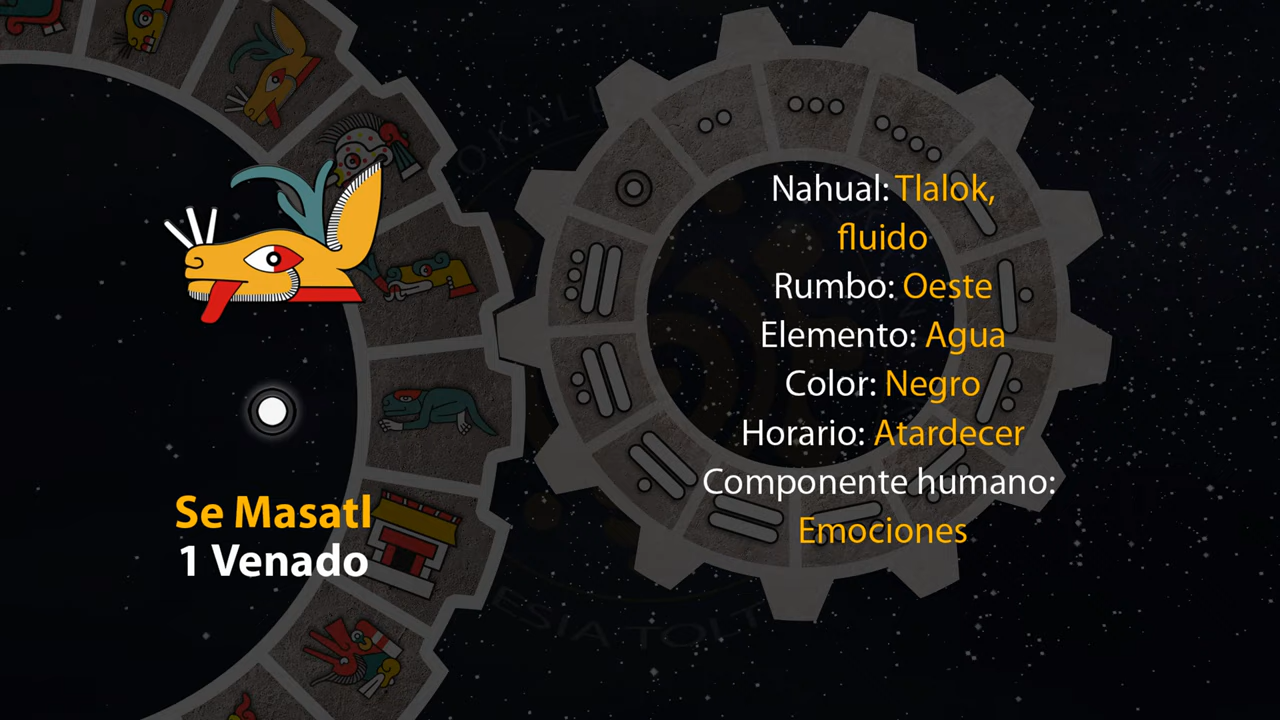 Se Masatl
1 Venado
Nahual: Tlalok,
fluido
Rumbo: Oeste
Elemento: Agua
Color: Negro
Horario: Atardecer
Componente humano:
Emociones